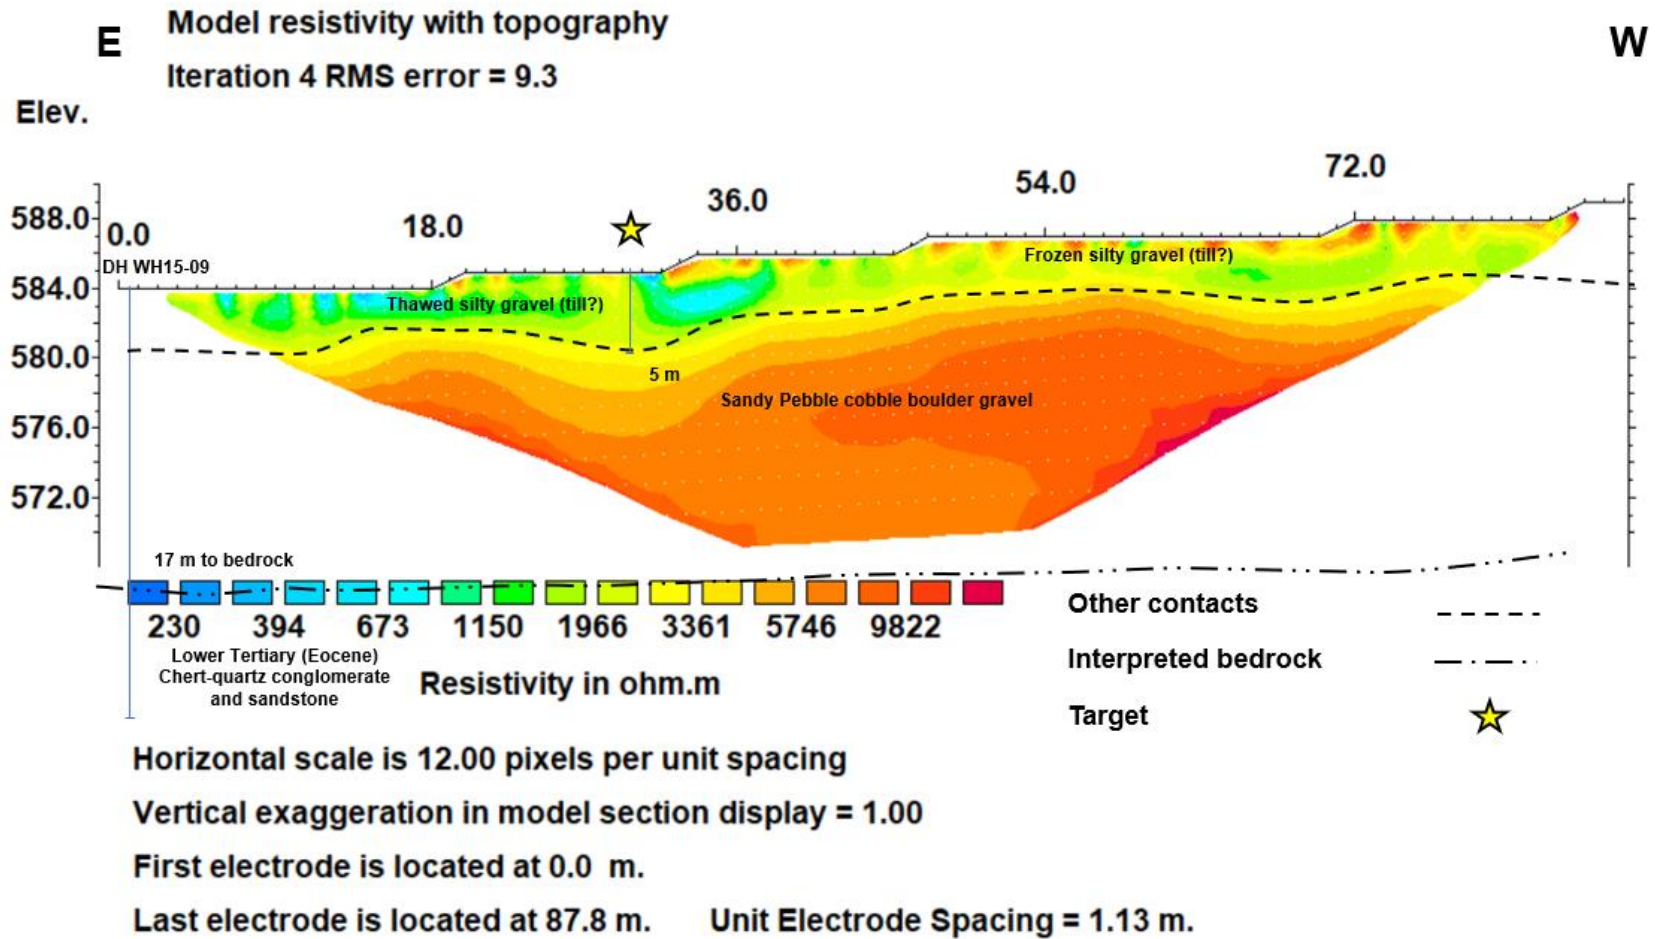 E
Model resistivity with topography
W
Iteration 4 RMS error = 9.3
Elev.
72.0
54.0
36.0
588.0
0.0
18.0
DH WH15-09
Frozen silty gravel (till?)
584.0
Thawed silty gravel (till?)
580.0
5 m
Sandy Pebble cobble boulder gravel
576.0
572.0
17 m to bedrock
230 394 673 1150 1966 3361 5746 9822
Lower Tertiary (Eocene)
Chert-quartz conglomerate
and sandstone
Resistivity in ohm.m
Other contacts
Interpreted bedrock
Target
Horizontal scale is 12.00 pixels per unit spacing
Vertical exaggeration in model section display = 1.00
First electrode is located at 0.0 m.
Last electrode is located at 87.8 m. Unit Electrode Spacing = 1.13 m.